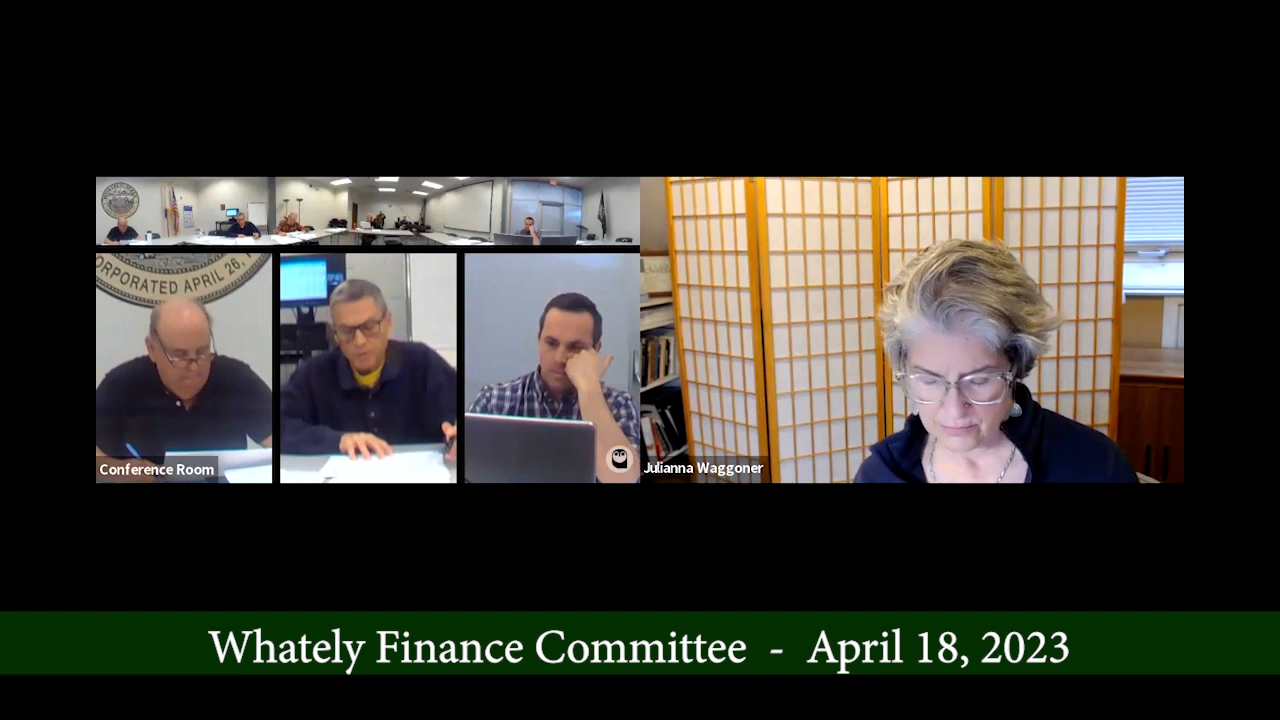 ORPORATED APRIL 26, 
Conference Room
Julianna Waggoner
Whately Finance Committee - April 18, 2023